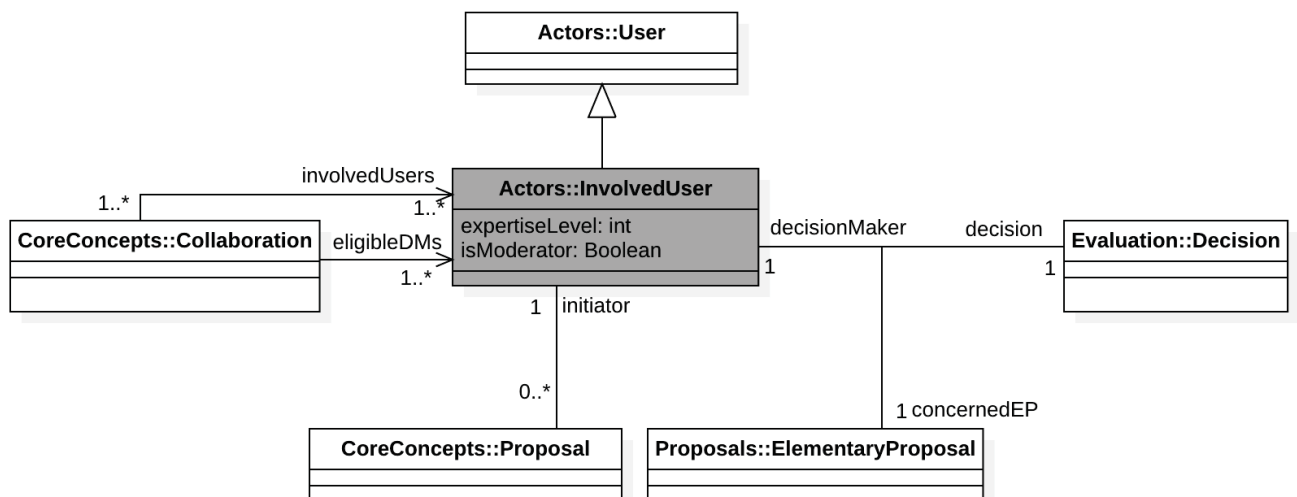 Actors::User
involvedUsers
1..*
1..*
Actors::InvolvedUser
expertiseLevel: int
isModerator: Boolean
CoreConcepts::Collaboration
eligibleDMs
1..*
decisionMaker
1
decision
1
Evaluation::Decision
1
initiator
0..*
1
concernedEP
CoreConcepts::Proposal
Proposals::ElementaryProposal